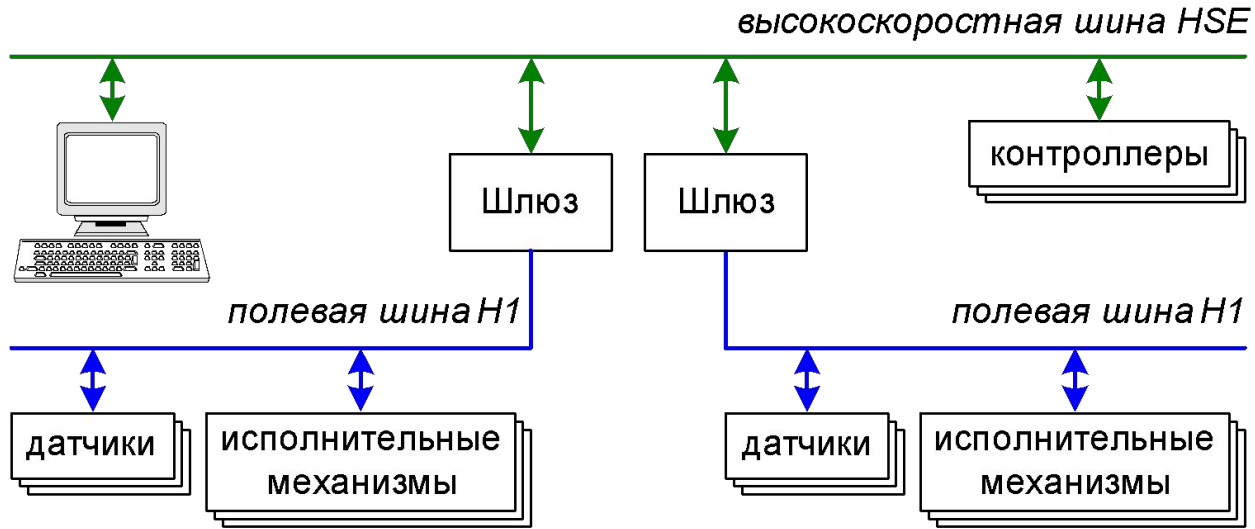 высокоскоростная шина HSE
контроллеры
Шлюз
Шлюз
полевая шина H1
полевая шина H1
датчики
исполнительные
механизмы
датчики
исполнительные
механизмы